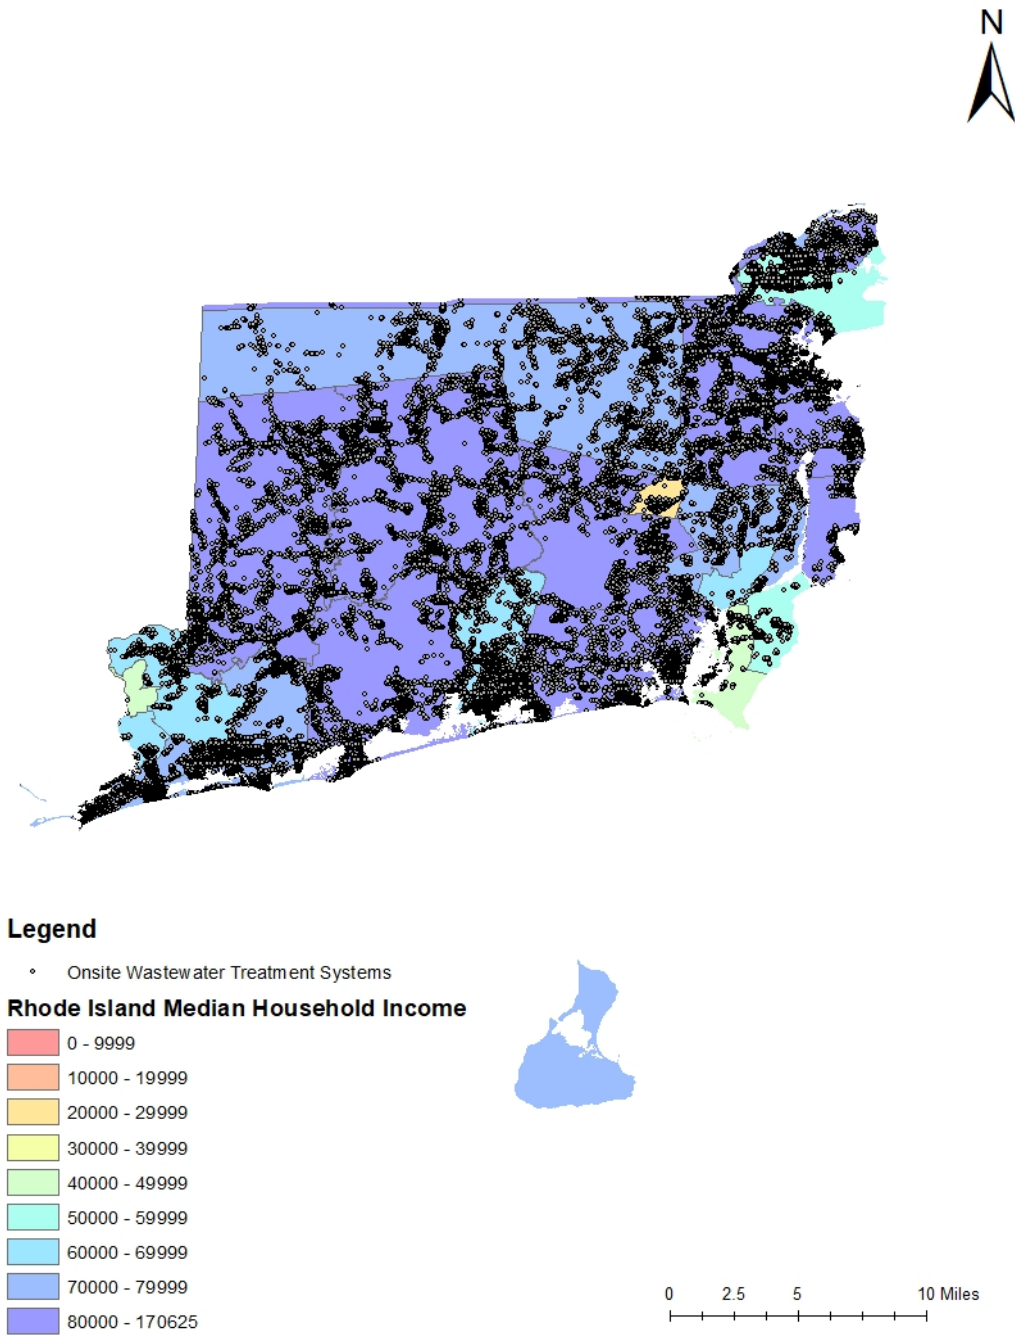 N
Legend
Onsite Wastewater Treatment Systems
Rhode Island Median Household Income
0 - 9999
10000 - 19999
20000 - 29999
30000 - 39999
40000 - 49999
50000 - 59999
60000 - 69999
70000 - 79999
80000 - 170625
0 2.5 5 10 Miles